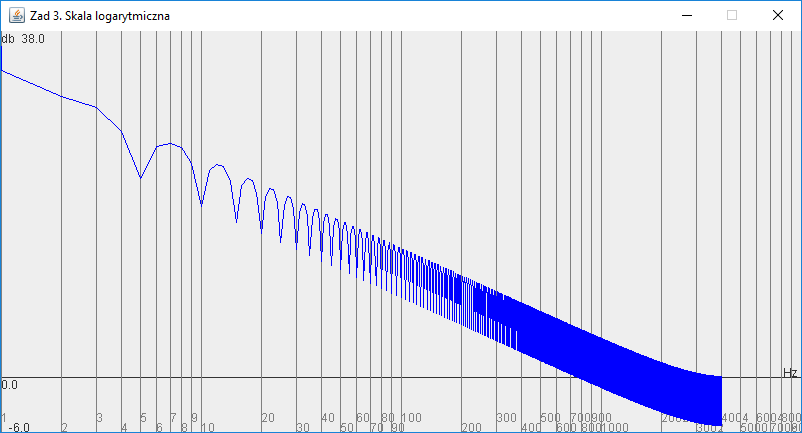 Zad 3. Skala logarytmiczna
db 38.0
Hz
0.0
1 3 5 7 9 20 40 60 80 100 300 500 700 900 2000 4000 6000 8000
-6.0 2 4 6 8 10 30 50 70 90 200 400 600 800 1000 3000